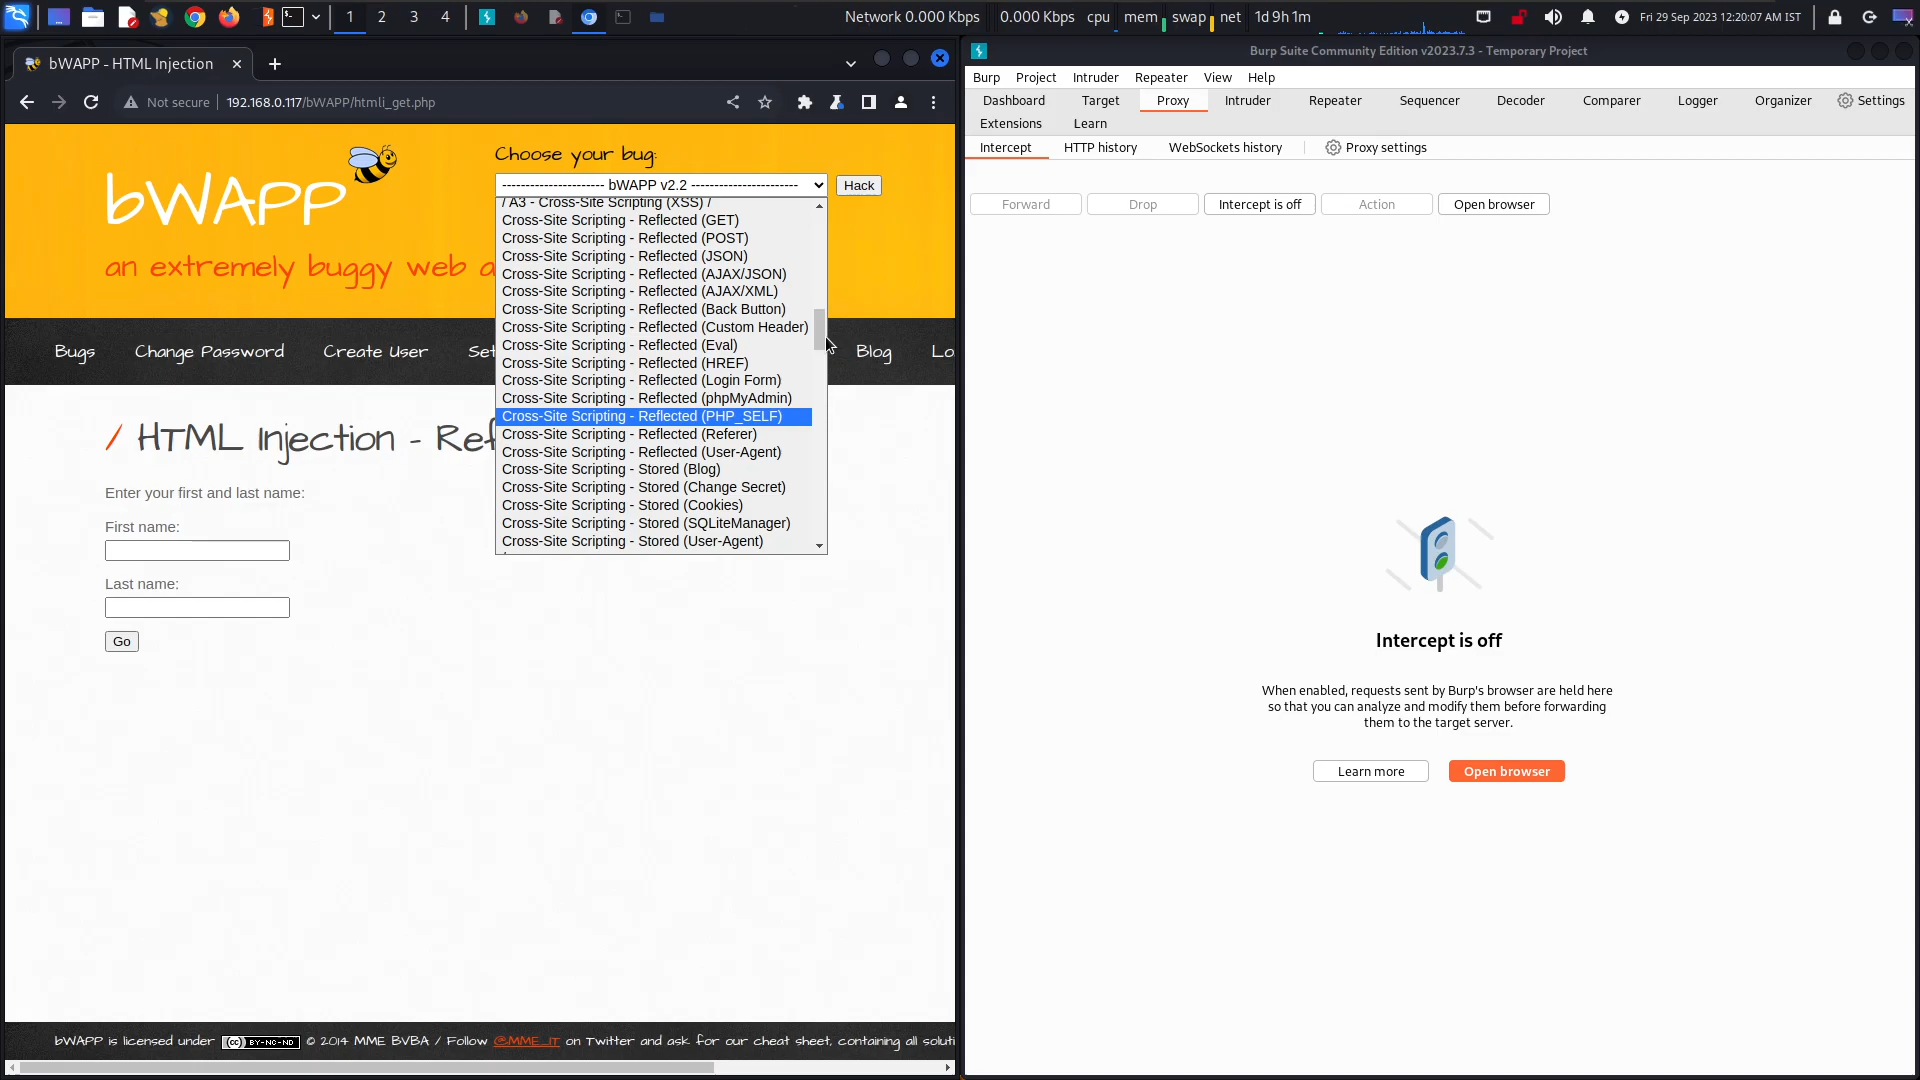 1 2 3 4
Network 0.000 Kbps 0.000 Kbps cpu mem swap net 1d 9h 1m
Fri 29 Sep 2023 12:20:07 AM IST
bWAPP - HTML Injection
Not secure 192.168.0.117/bWAPP/htmli_get.php
bWAPP
an extremely buggy web a
Choose your bug:
---------------------- bWAPP v2.2 -----------------------
Hack
/ A3 - Cross-Site Scripting (XSS) /
Cross-Site Scripting - Reflected (GET)
Cross-Site Scripting - Reflected (POST)
Cross-Site Scripting - Reflected (JSON)
Cross-Site Scripting - Reflected (AJAX/JSON)
Cross-Site Scripting - Reflected (AJAX/XML)
Cross-Site Scripting - Reflected (Back Button)
Cross-Site Scripting - Reflected (Custom Header)
Cross-Site Scripting - Reflected (Eval)
Cross-Site Scripting - Reflected (HREF)
Cross-Site Scripting - Reflected (Login Form)
Cross-Site Scripting - Reflected (phpMyAdmin)
Cross-Site Scripting - Reflected (PHP_SELF)
Cross-Site Scripting - Reflected (Referer)
Cross-Site Scripting - Reflected (User-Agent)
Cross-Site Scripting - Stored (Blog)
Cross-Site Scripting - Stored (Change Secret)
Cross-Site Scripting - Stored (Cookies)
Cross-Site Scripting - Stored (SQLiteManager)
Cross-Site Scripting - Stored (User-Agent)
Bugs Change Password Create User Set Blog Lo
/ HTML Injection - Ref
Enter your first and last name:
First name:
Last name:
Go
bWAPP is licensed under cc BY-NC-ND © 2014 MME BVBA / Follow @MME_IT on Twitter and ask for our cheat sheet, containing all soluti
Burp Suite Community Edition v2023.7.3 - Temporary Project
Burp Project Intruder Repeater View Help
Dashboard Target Proxy Intruder Repeater Sequencer Decoder Comparer Logger Organizer Settings
Extensions Learn
Intercept HTTP history WebSockets history Proxy settings
Forward Drop Intercept is off Action Open browser
Intercept is off
When enabled, requests sent by Burp's browser are held here
so that you can analyze and modify them before forwarding
them to the target server.
Learn more Open browser